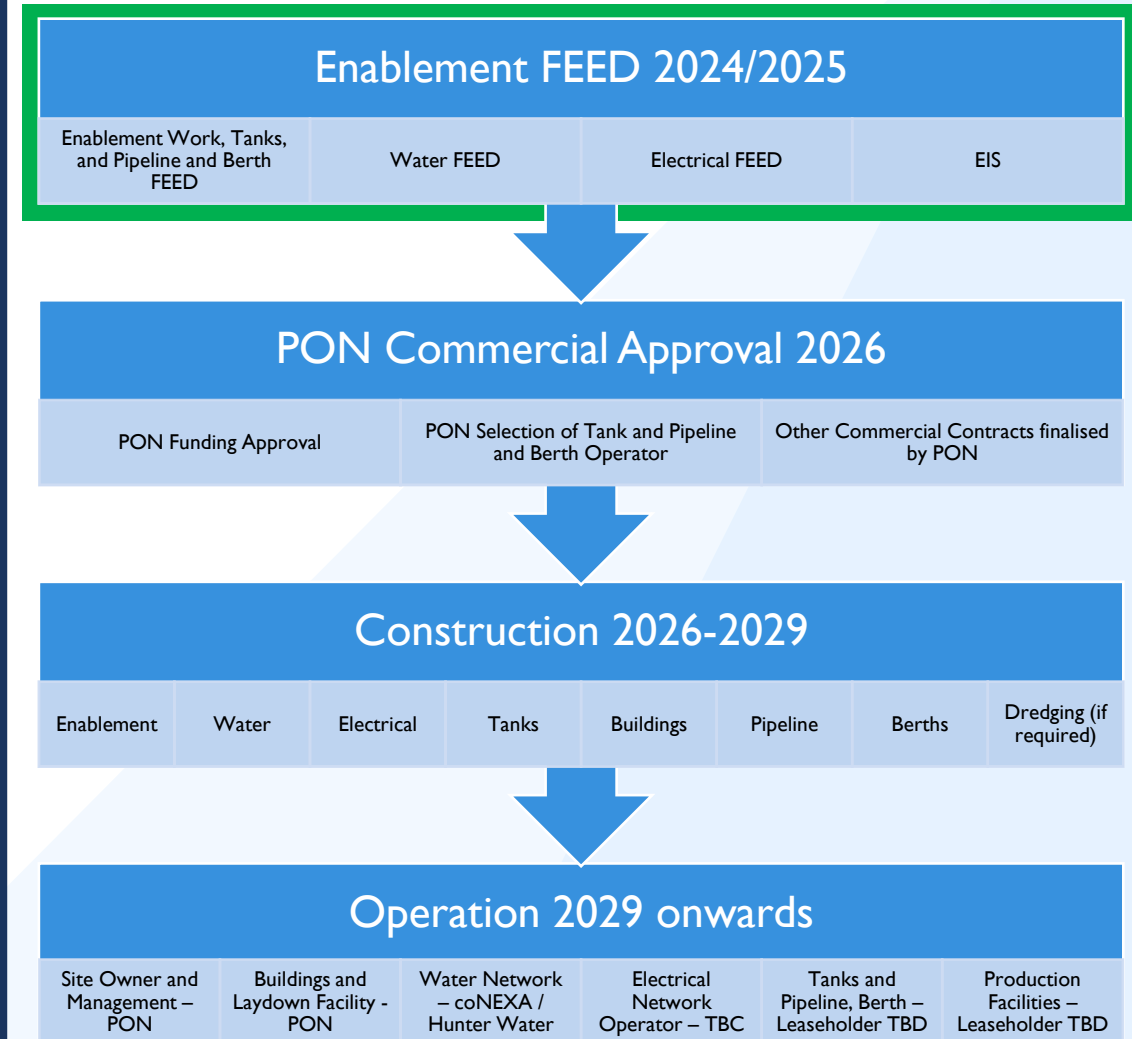 Enablement FEED 2024/2025
Enablement Work, Tanks,
and Pipeline and Berth
FEED
Water FEED
Electrical FEED
EIS
PON Commercial Approval 2026
PON Funding Approval
PON Selection of Tank and Pipeline
and Berth Operator
Other Commercial Contracts finalised
by PON
Construction 2026-2029
Enablement
Water
Electrical
Tanks
Buildings
Pipeline
Berths
Dredging (if
required)
Operation 2029 onwards
Site Owner and
Management –
PON
Buildings and
Laydown Facility -
PON
Water Network
– coNEXA /
Hunter Water
Electrical
Network
Operator – TBC
Tanks and
Pipeline, Berth –
Leaseholder TBD
Production
Facilities –
Leaseholder TBD